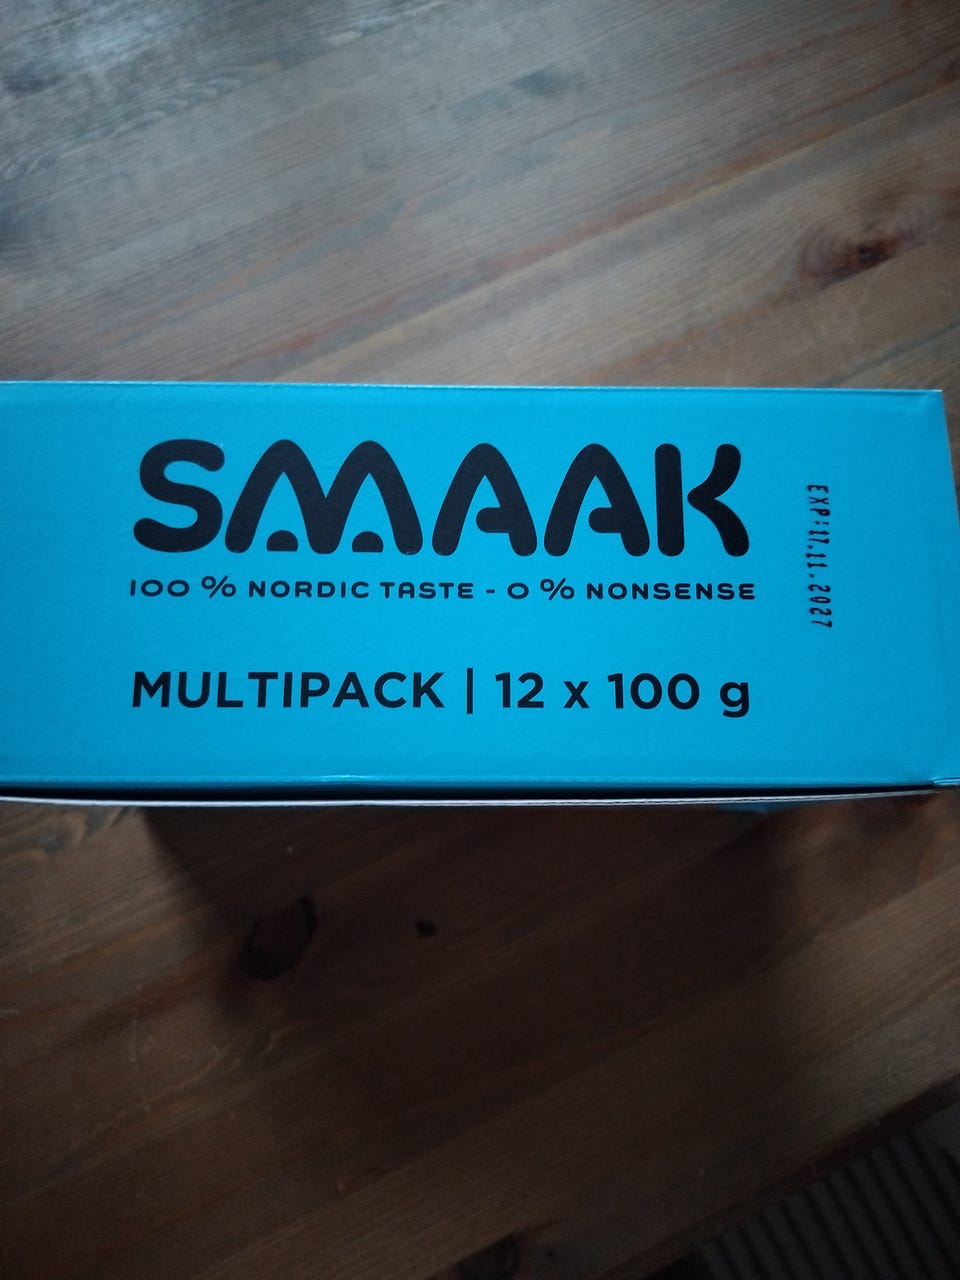 SMAAK
100 % NORDIC TASTE - 0 % NONSENSE
MULTIPACK | 12 x 100 g
EXP:17.11.2027